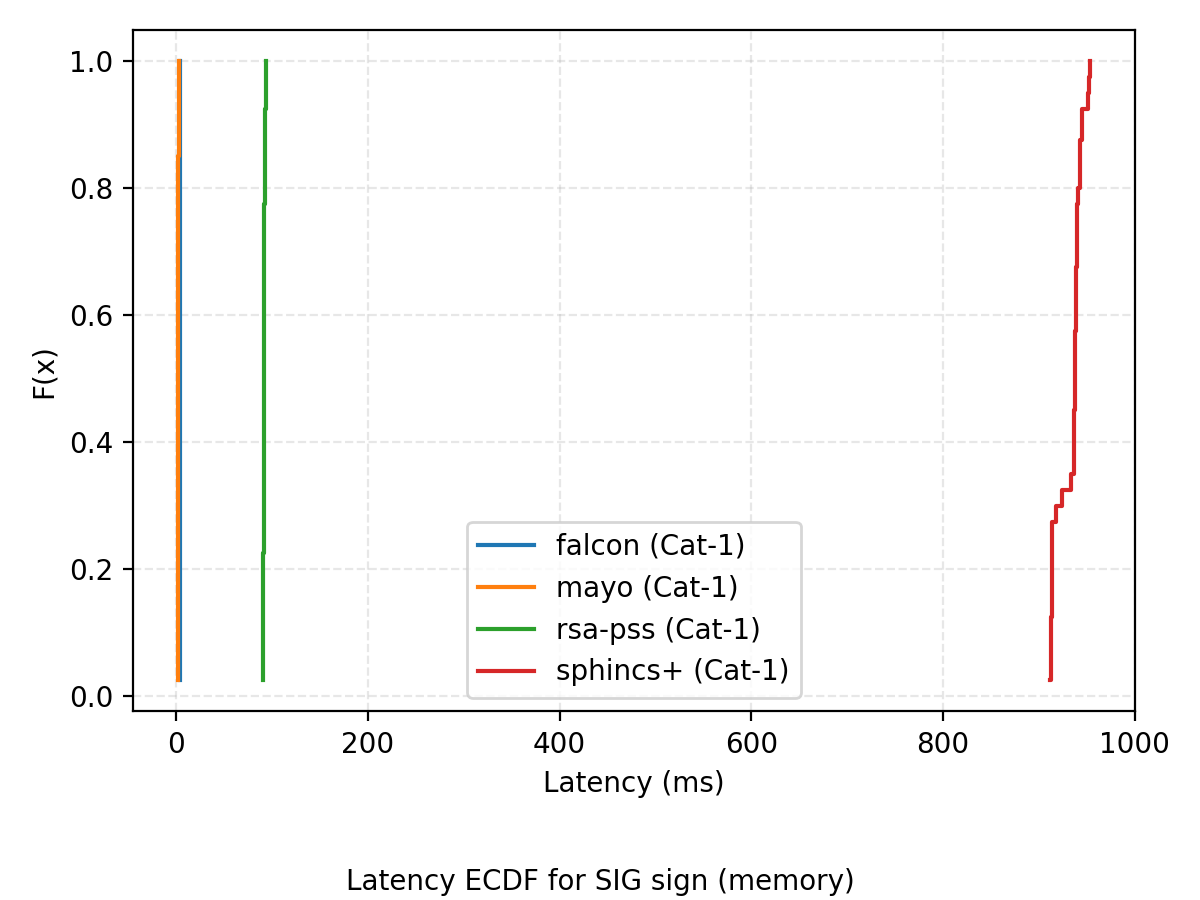 1.0
0.8
0.6
0.4
0.2
0.0
F(x)
falcon (Cat-1)
mayo (Cat-1)
rsa-pss (Cat-1)
sphincs+ (Cat-1)
0 200 400 600 800 1000
Latency (ms)
Latency ECDF for SIG sign (memory)